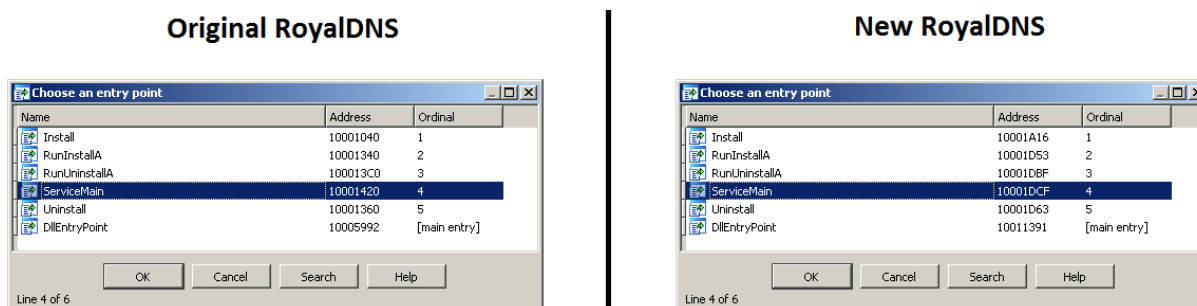 Original RoyalDNS
Choose an entry point
Name Address Ordinal
Install 10001040 1
RunInstallA 10001340 2
RunUninstallA 100013C0 3
ServiceMain 10001420 4
Uninstall 10001360 5
DllEntryPoint 10005992 [main entry]
OK Cancel Search Help
Line 4 of 6
New RoyalDNS
Choose an entry point
Name Address Ordinal
Install 10001A16 1
RunInstallA 10001D53 2
RunUninstallA 10001DBF 3
ServiceMain 10001DCF 4
Uninstall 10001D63 5
DllEntryPoint 10011391 [main entry]
OK Cancel Search Help
Line 4 of 6